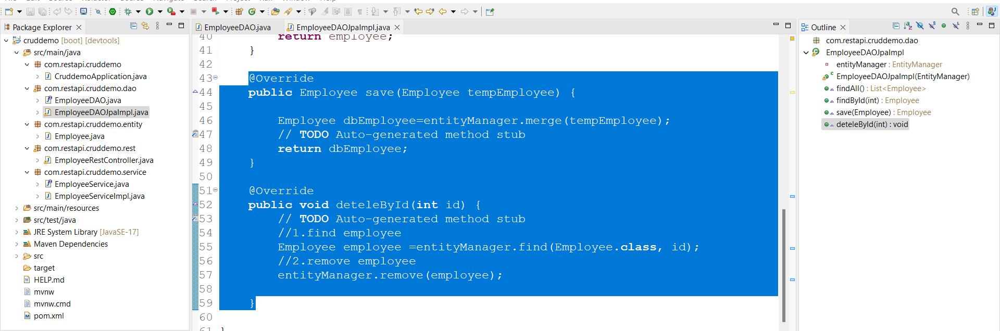 Package Explorer
cruddemo [boot] [devtools]
src/main/java
com.restapi.cruddemo
CruddemoApplication.java
com.restapi.cruddemo.dao
EmployeeDAO.java
EmployeeDAOJpaImpl.java
com.restapi.cruddemo.entity
Employee.java
com.restapi.cruddemo.rest
EmployeeRestController.java
com.restapi.cruddemo.service
EmployeeService.java
EmployeeServiceImpl.java
src/main/resources
src/test/java
JRE System Library [JavaSE-17]
Maven Dependencies
src
target
HELP.md
mvnw
mvnw.cmd
pom.xml
EmployeeDAO.java
EmployeeDAOJpaImpl.java
40 return employee;
41 }
42
43 @Override
44 public Employee save(Employee tempEmployee) {
45
46 Employee dbEmployee=entityManager.merge(tempEmployee);
47 // TODO Auto-generated method stub
48 return dbEmployee;
49 }
50
51 @Override
52 public void deteleById(int id) {
53 // TODO Auto-generated method stub
54 //1.find employee
55 Employee employee =entityManager.find(Employee.class, id);
56 //2.remove employee
57 entityManager.remove(employee);
58
59 }
60
61 }
Outline
com.restapi.cruddemo.dao
EmployeeDAOJpaImpl
entityManager : EntityManager
EmployeeDAOJpaImpl(EntityManager)
findAll() : List<Employee>
findById(int) : Employee
save(Employee) : Employee
deteleById(int) : void